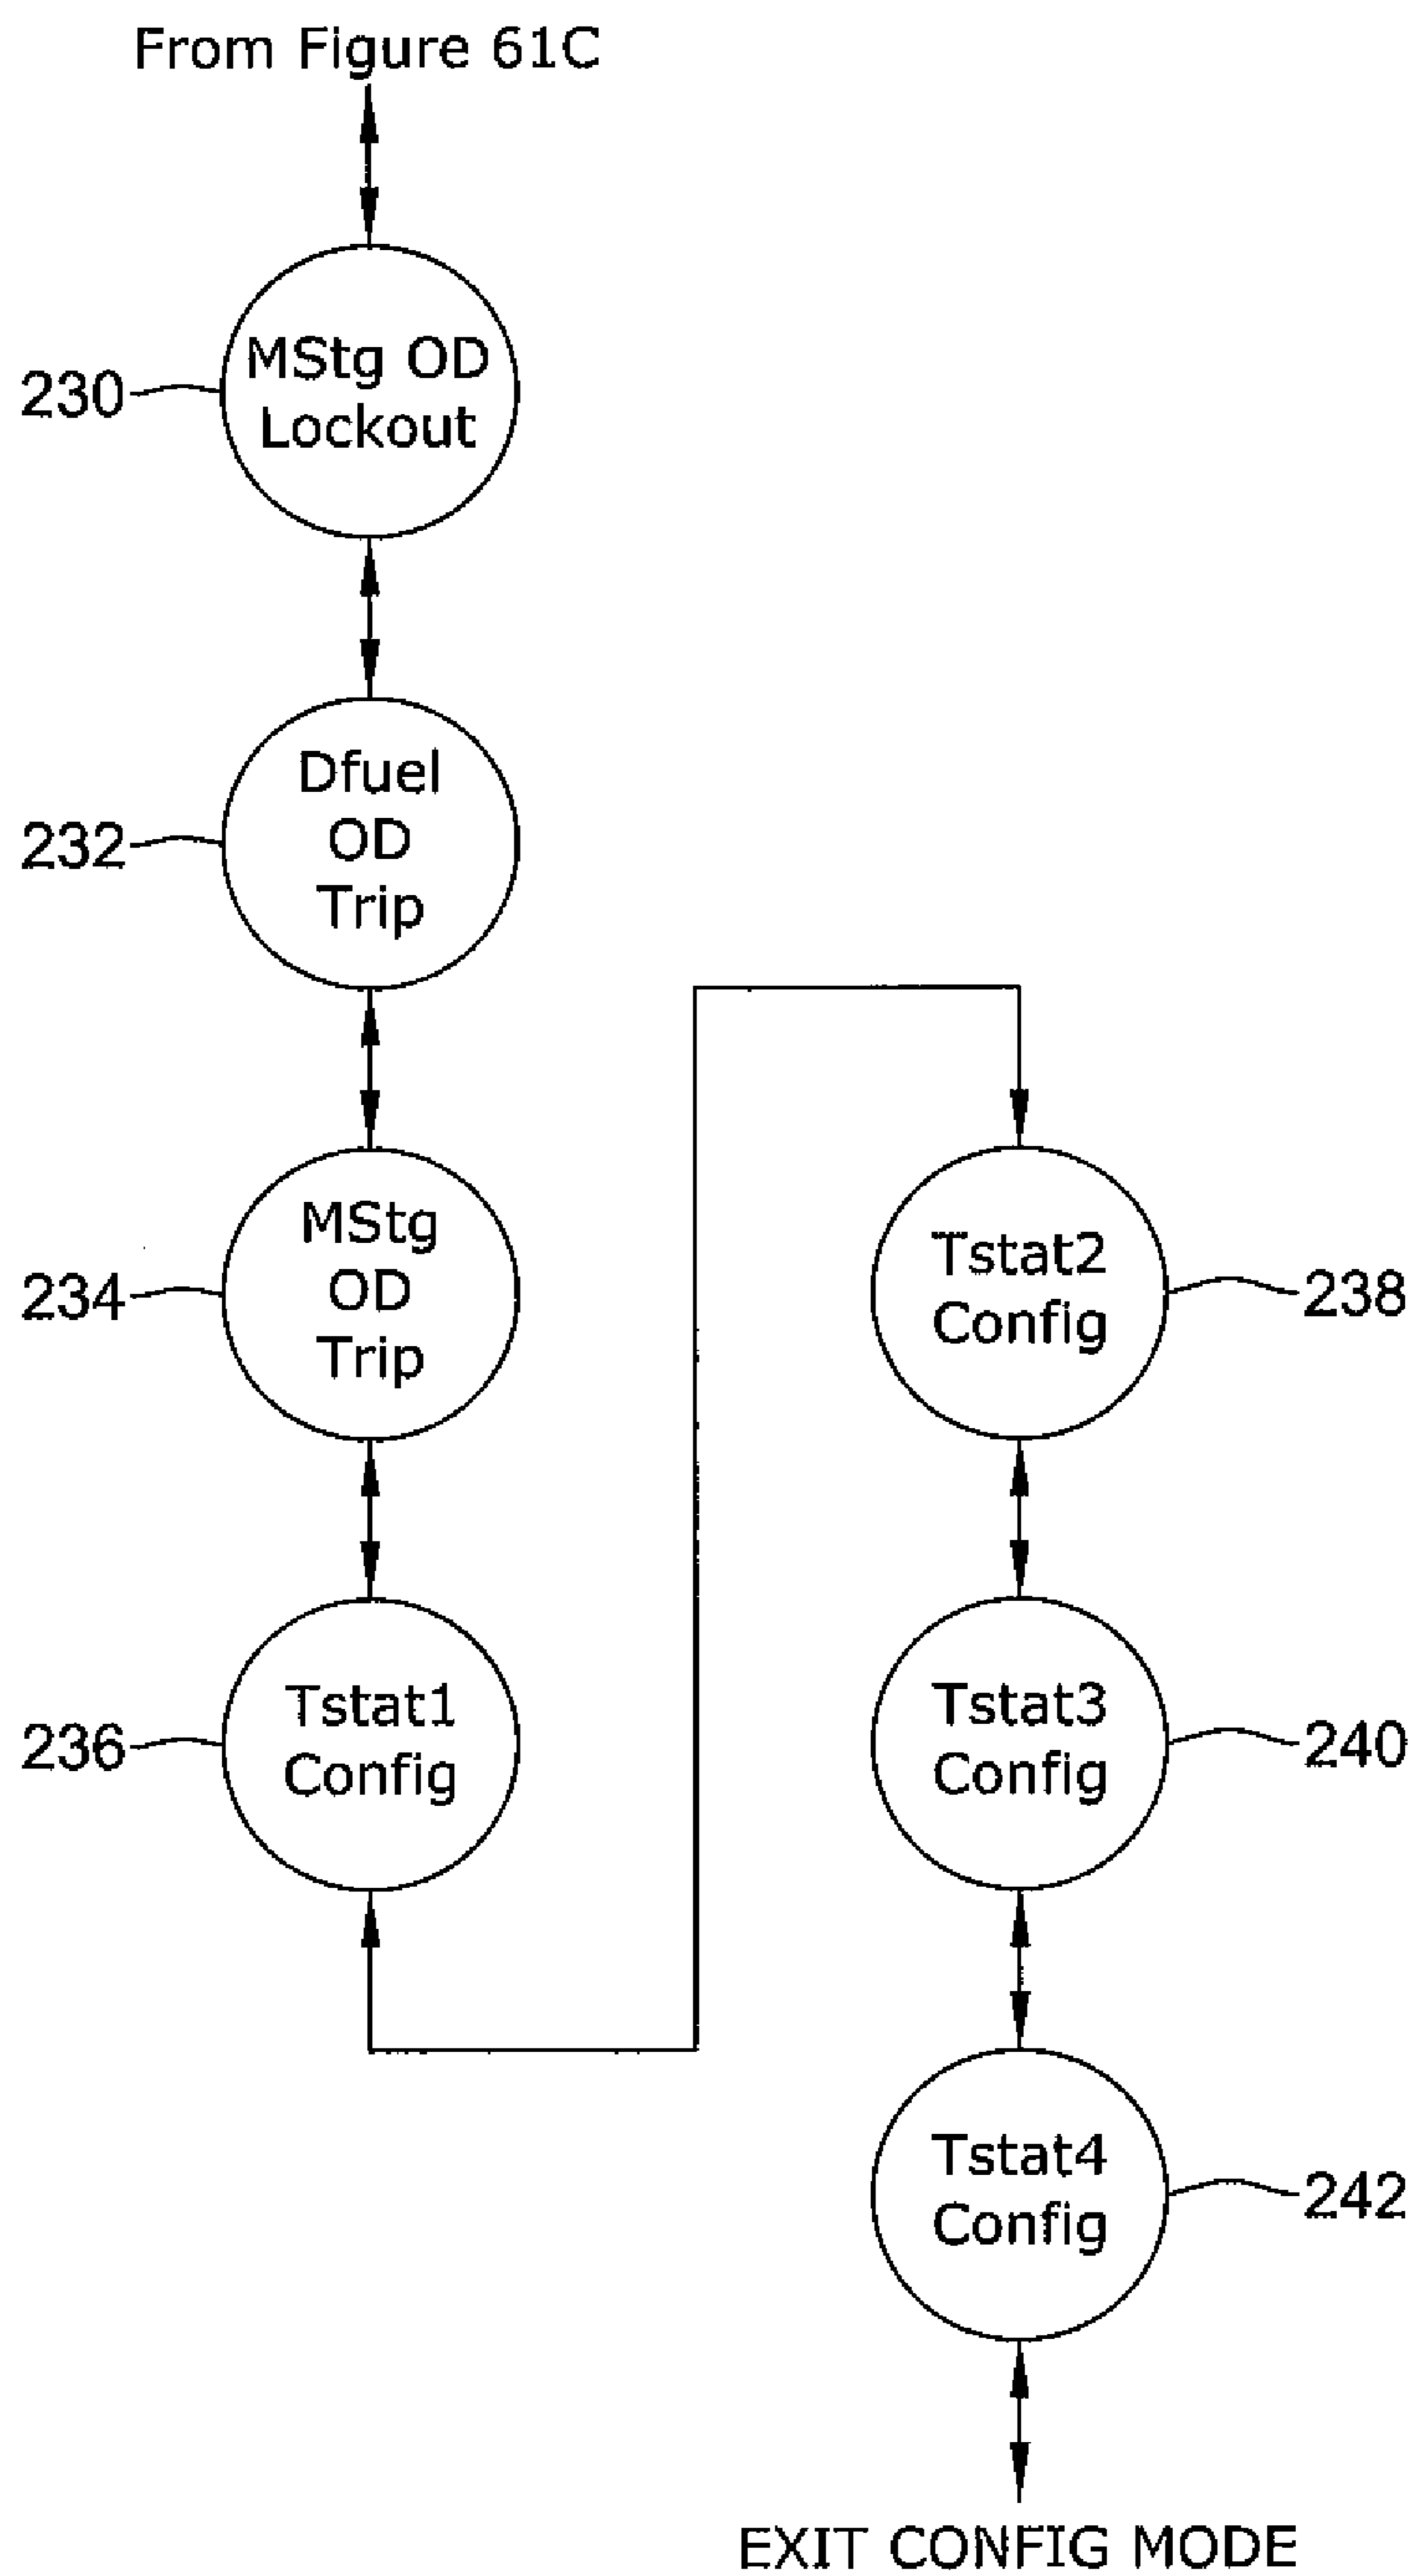 From Figure 61C
MStg OD
Lockout
230
Dfuel
OD
Trip
232
MStg
OD
Trip
234
Tstat1
Config
236
Tstat2
Config
238
Tstat3
Config
240
Tstat4
Config
242
EXIT CONFIG MODE